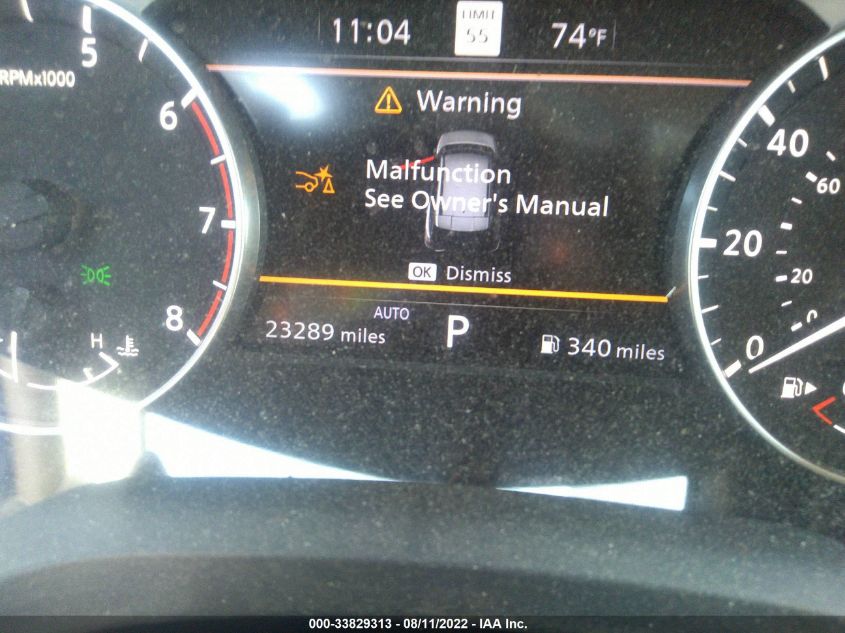 11:04
LIMIT
55
74°F
5
RPMx1000
6
7
8
H
Warning
Malfunction
See Owner's Manual
OK Dismiss
AUTO
23289 miles
P
340 miles
40
60
20
20
0
0
000-33829313 - 08/11/2022 - IAA Inc.